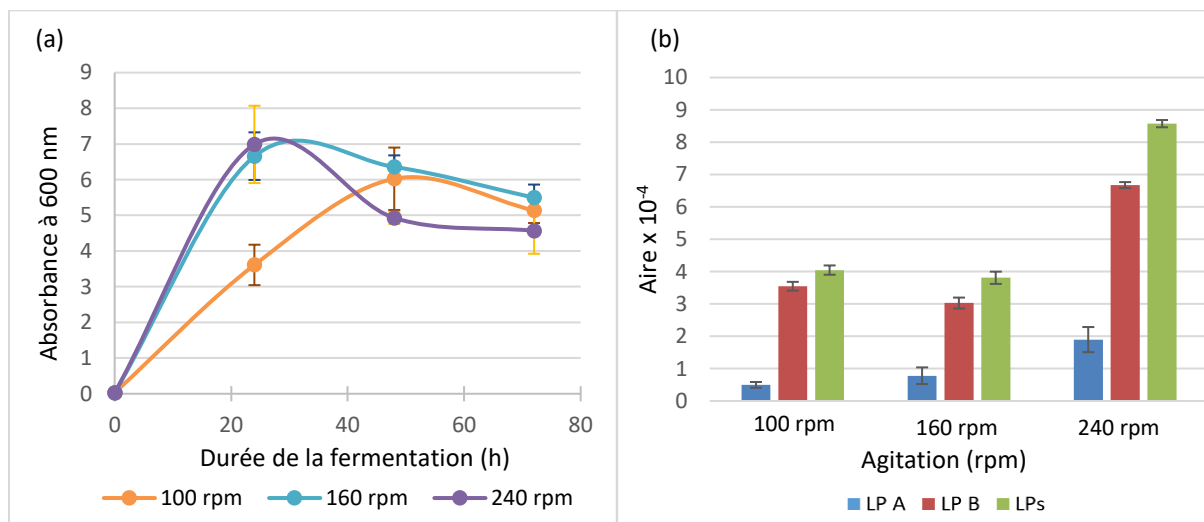 (a)
Absorbance à 600 nm
9
8
7
6
5
4
3
2
1
0
0 20 40 60 80
Durée de la fermentation (h)
100 rpm 160 rpm 240 rpm
(b)
Aire x 10-4
10
9
8
7
6
5
4
3
2
1
0
100 rpm 160 rpm 240 rpm
Agitation (rpm)
LP A LP B LPs